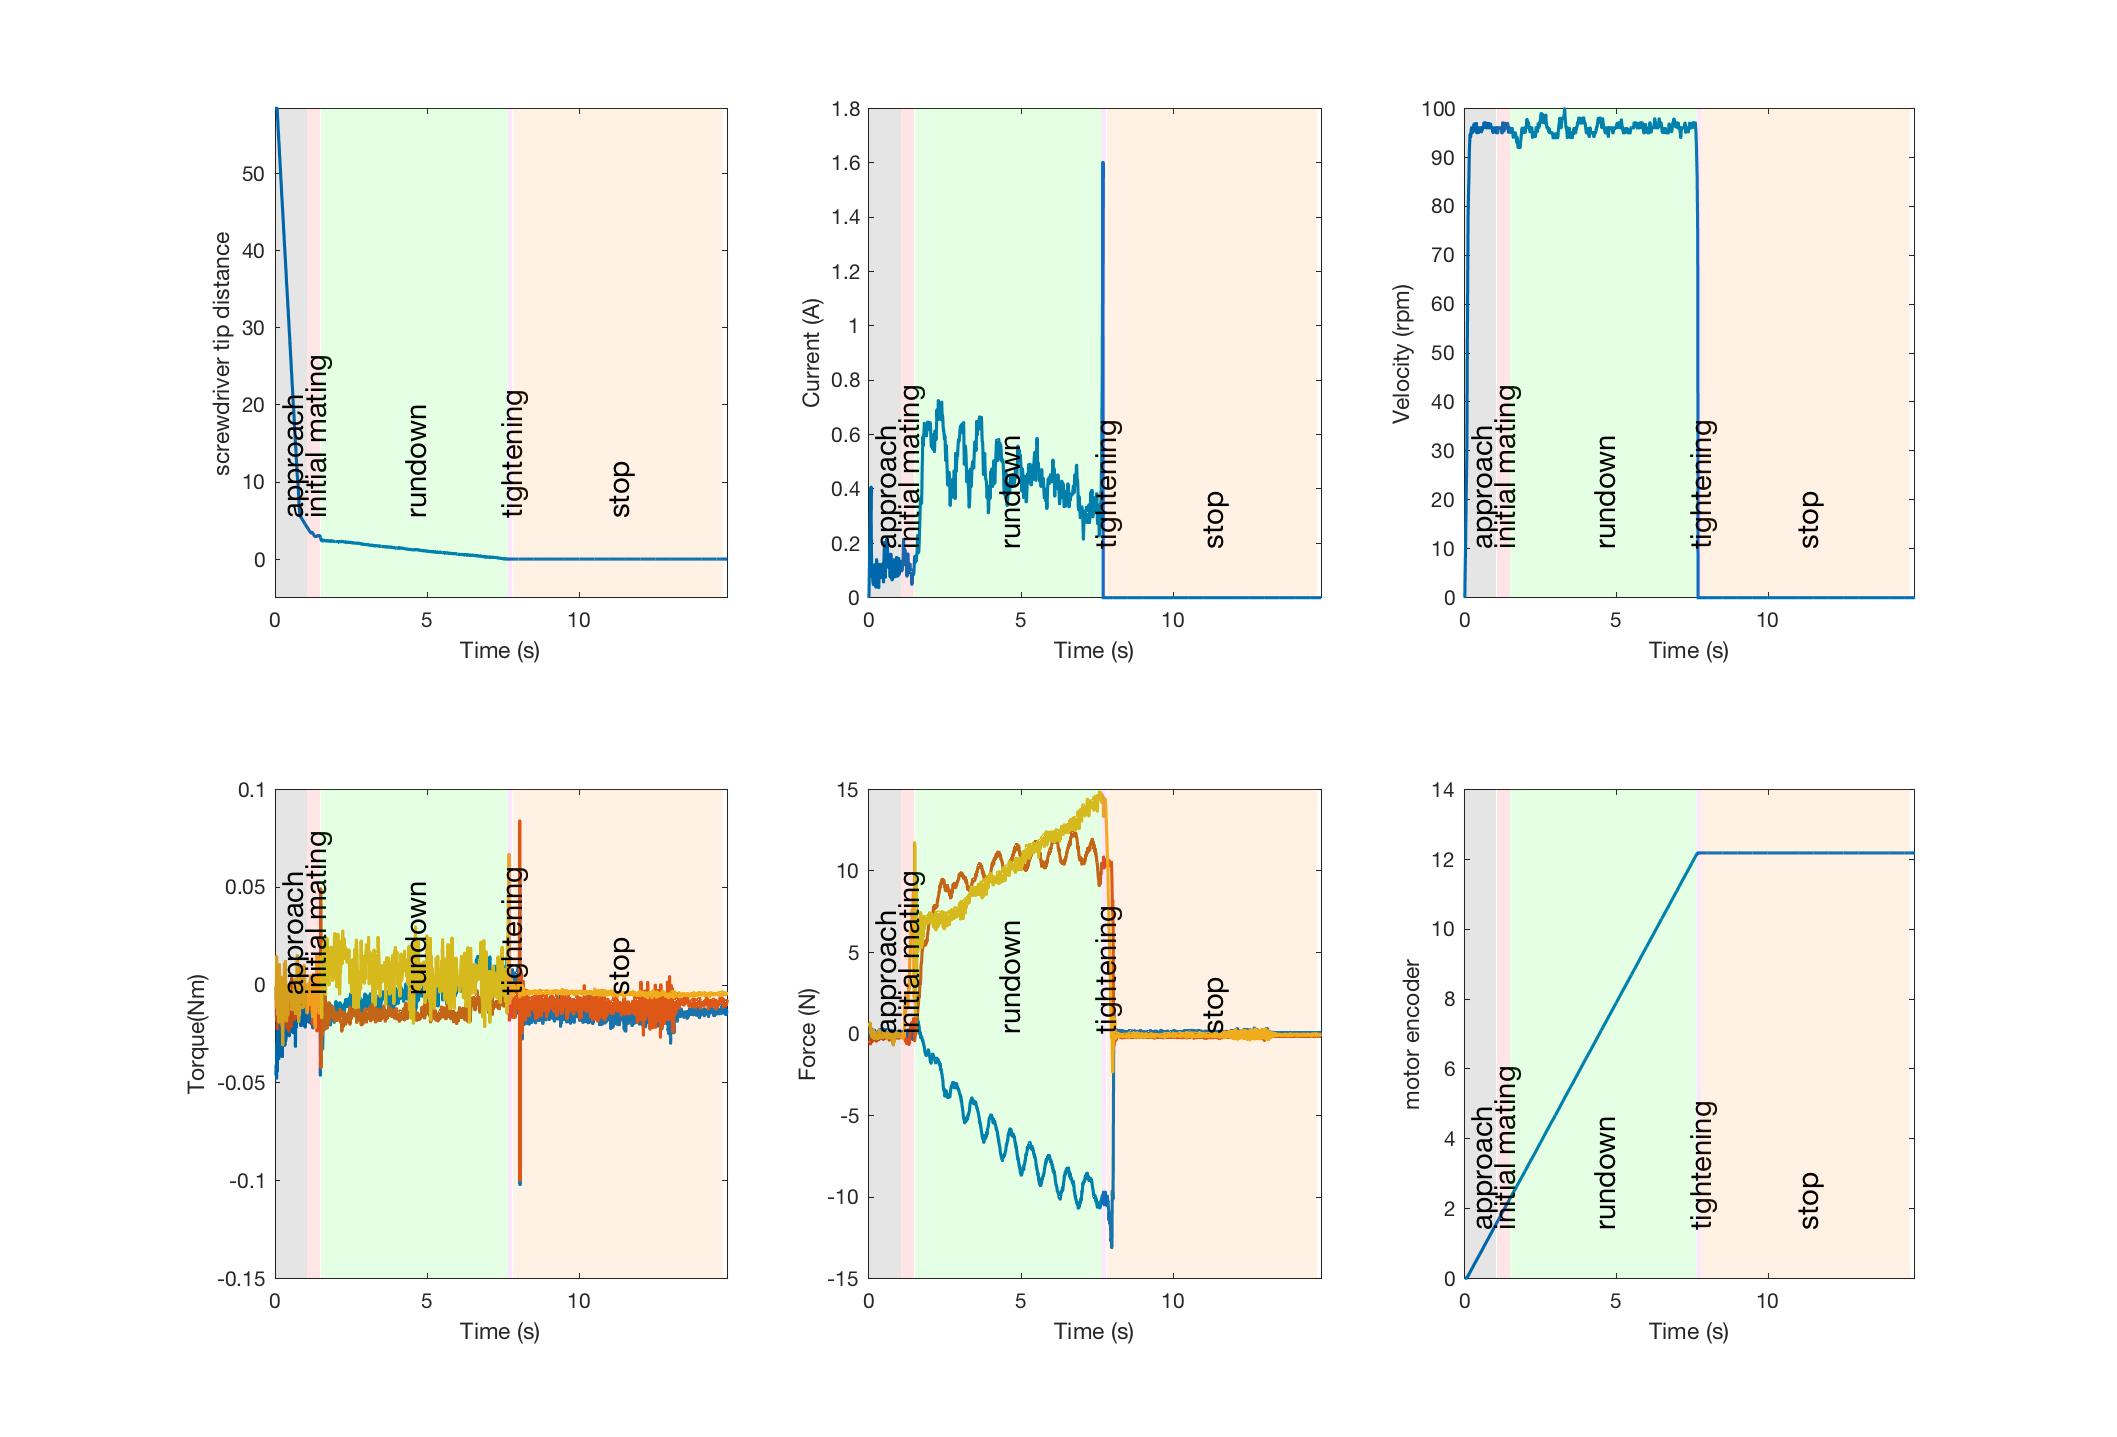 screwdriver tip distance
50
40
30
20
10
0
approach
initial mating
rundown
tightening
stop
0 5 10
Time (s)
Current (A)
1.8
1.6
1.4
1.2
1
0.8
0.6
0.4
0.2
0
approach
initial mating
rundown
tightening
stop
0 5 10
Time (s)
Velocity (rpm)
100
90
80
70
60
50
40
30
20
10
0
approach
initial mating
rundown
tightening
stop
0 5 10
Time (s)
Torque(Nm)
0.1
0.05
0
-0.05
-0.1
-0.15
approach
initial mating
rundown
tightening
stop
0 5 10
Time (s)
Force (N)
15
10
5
0
-5
-10
-15
approach
initial mating
rundown
tightening
stop
0 5 10
Time (s)
motor encoder
14
12
10
8
6
4
2
0
approach
initial mating
rundown
tightening
stop
0 5 10
Time (s)